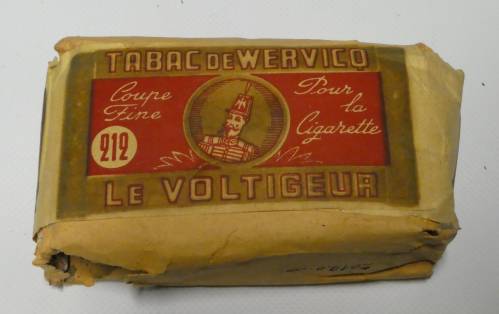 TABAC DE WERVICQ
Coupe Fine
Pour la Cigarette
212
LE VOLTIGEUR